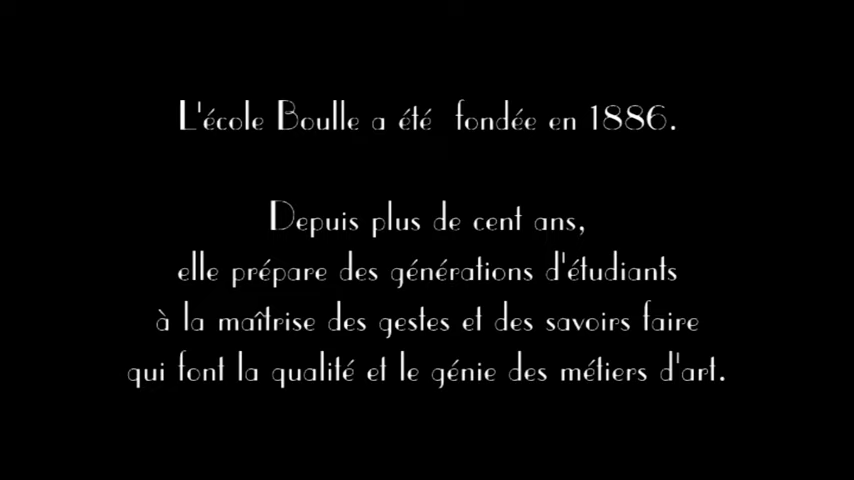 L'école Boulle a été fondée en 1886.
Depuis plus de cent ans,
elle prépare des générations d'étudiants
à la maîtrise des gestes et des savoirs faire
qui font la qualité et le génie des métiers d'art.